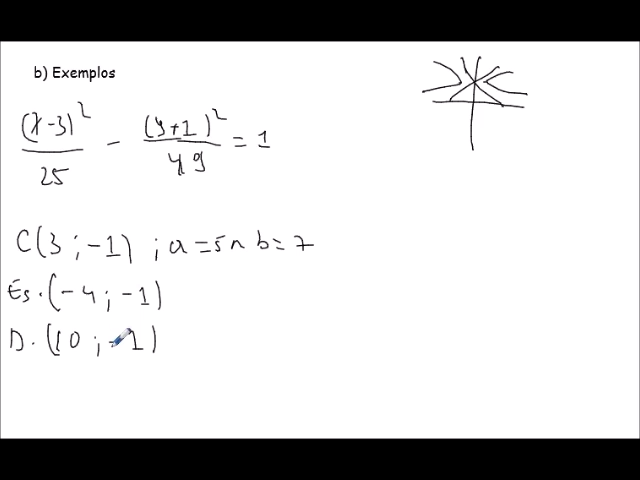 b) Exemplos
(x-3)²/25 - (y+1)²/49 = 1
C(3 ; -1) ; a = 5 ∧ b = 7
Es. (-4 ; -1)
D. (10 ; -1)